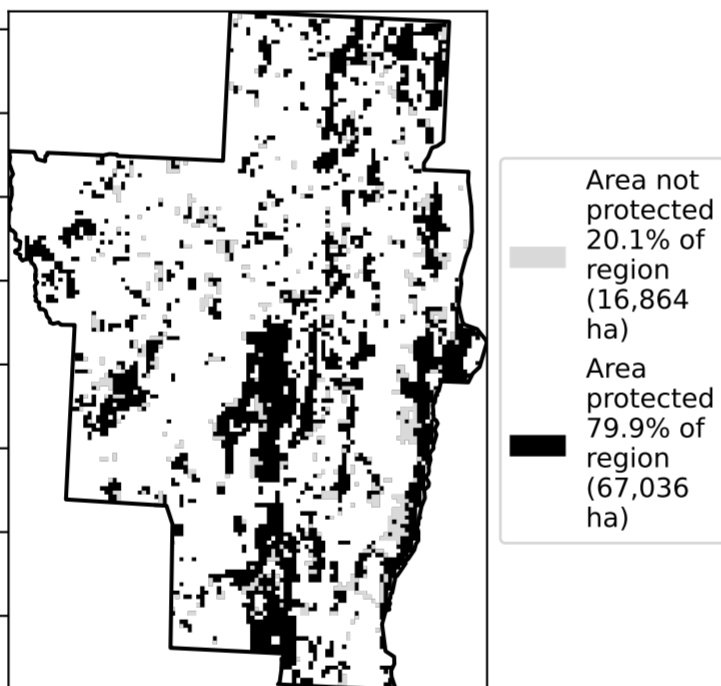 Area not
protected
20.1% of
region
(16,864
ha)
Area
protected
79.9% of
region
(67,036
ha)